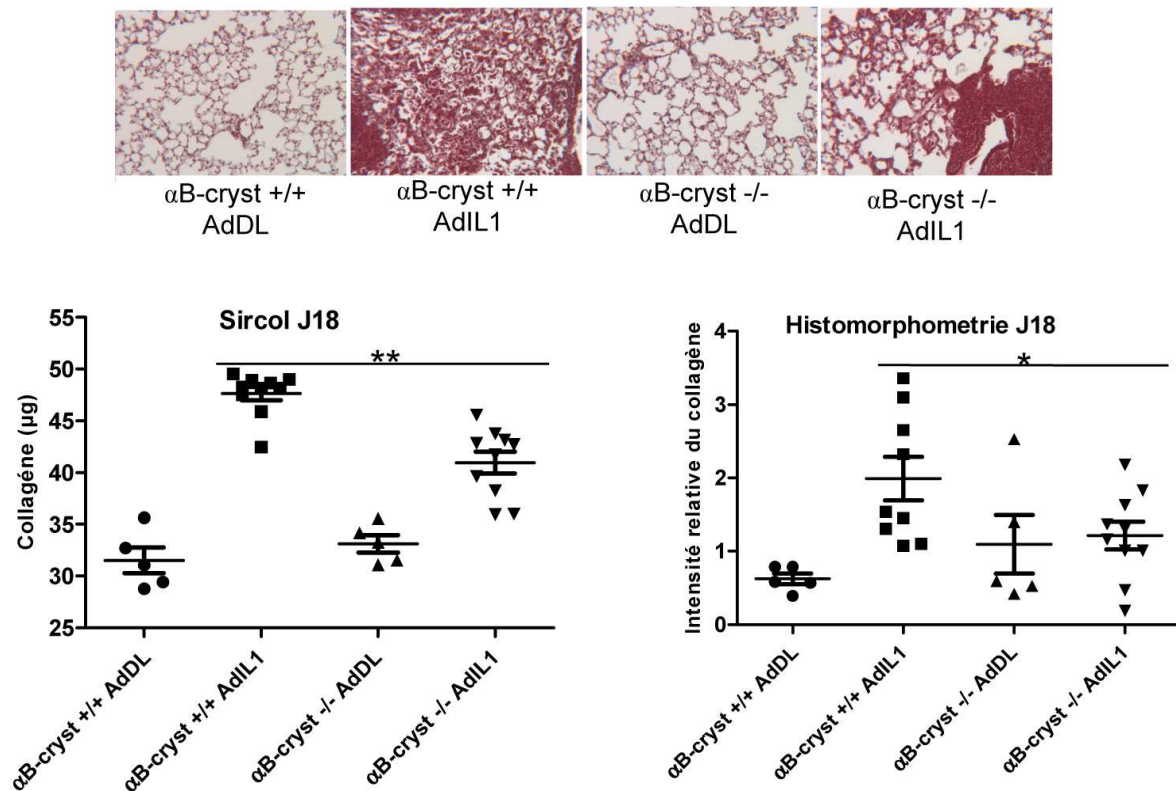 αB-cryst +/+
AdDL
αB-cryst +/+
AdIL1
αB-cryst -/-
AdDL
αB-cryst -/-
AdIL1
Sircol J18
Collagéne (µg)
55
50
45
40
35
30
25
**
αB-cryst +/+ AdDL
αB-cryst +/+ AdIL1
αB-cryst -/- AdDL
αB-cryst -/- AdIL1
Histomorphometrie J18
Intensité relative du collagène
4
3
2
1
0
*
αB-cryst +/+ AdDL
αB-cryst +/+ AdIL1
αB-cryst -/- AdDL
αB-cryst -/- AdIL1